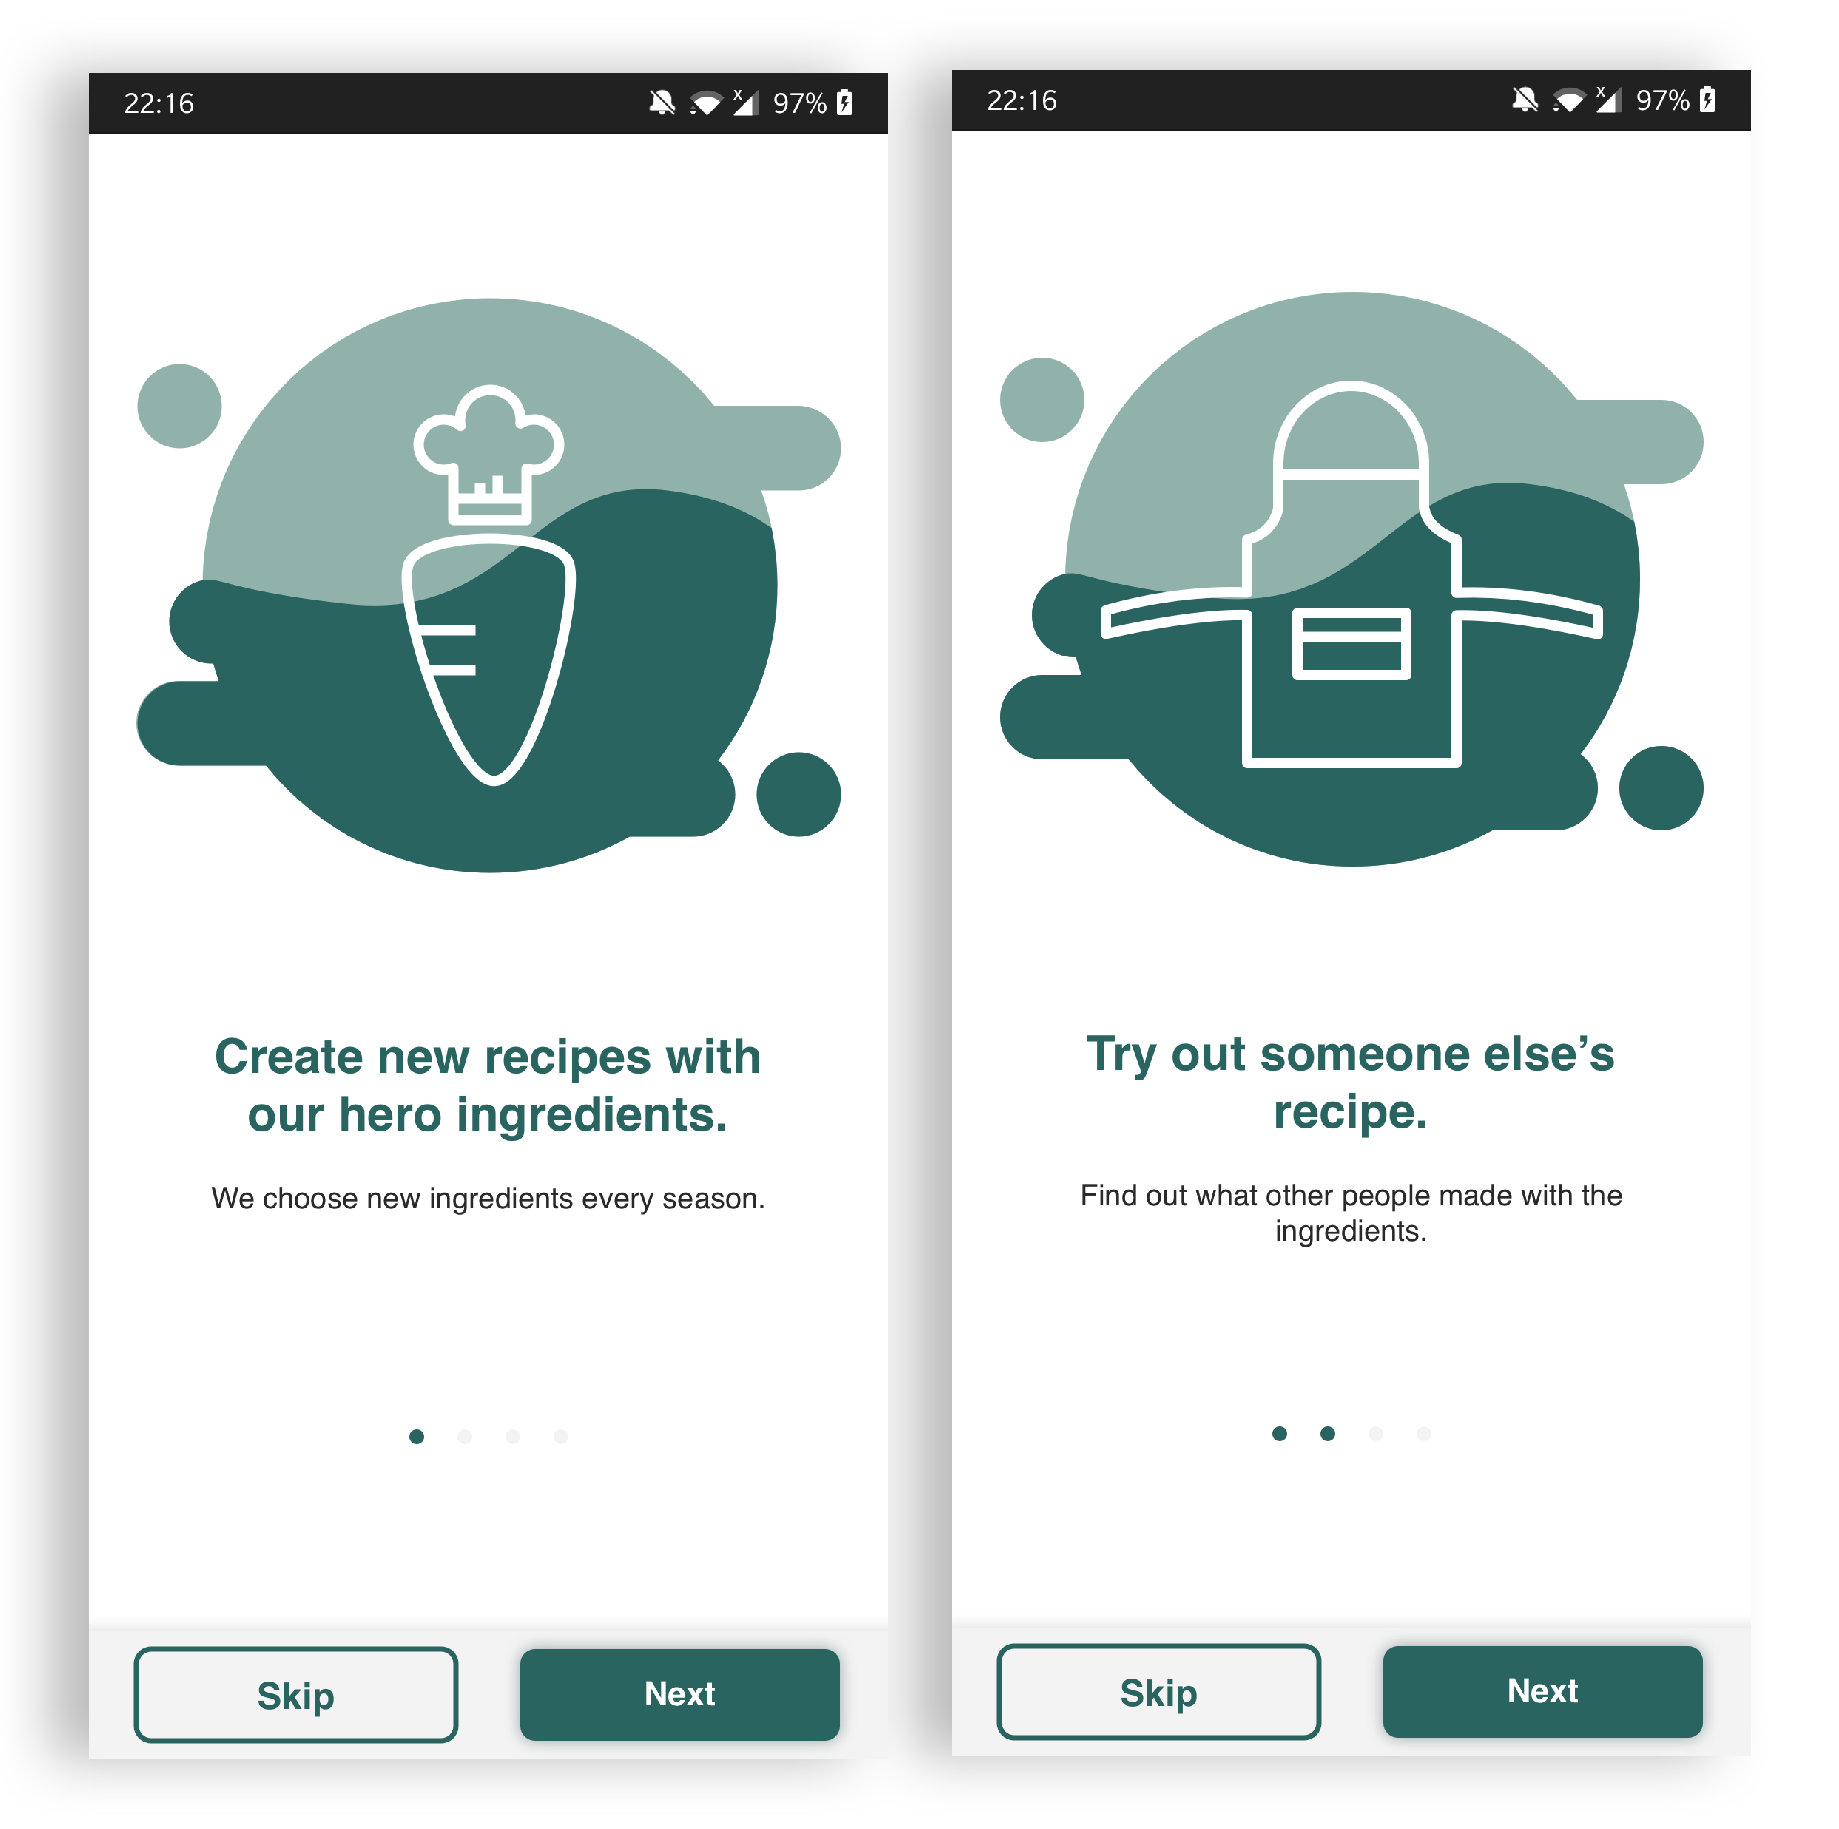 22:16
97%
Create new recipes with
our hero ingredients.
We choose new ingredients every season.
Skip
Next
22:16
97%
Try out someone else’s
recipe.
Find out what other people made with the
ingredients.
Skip
Next